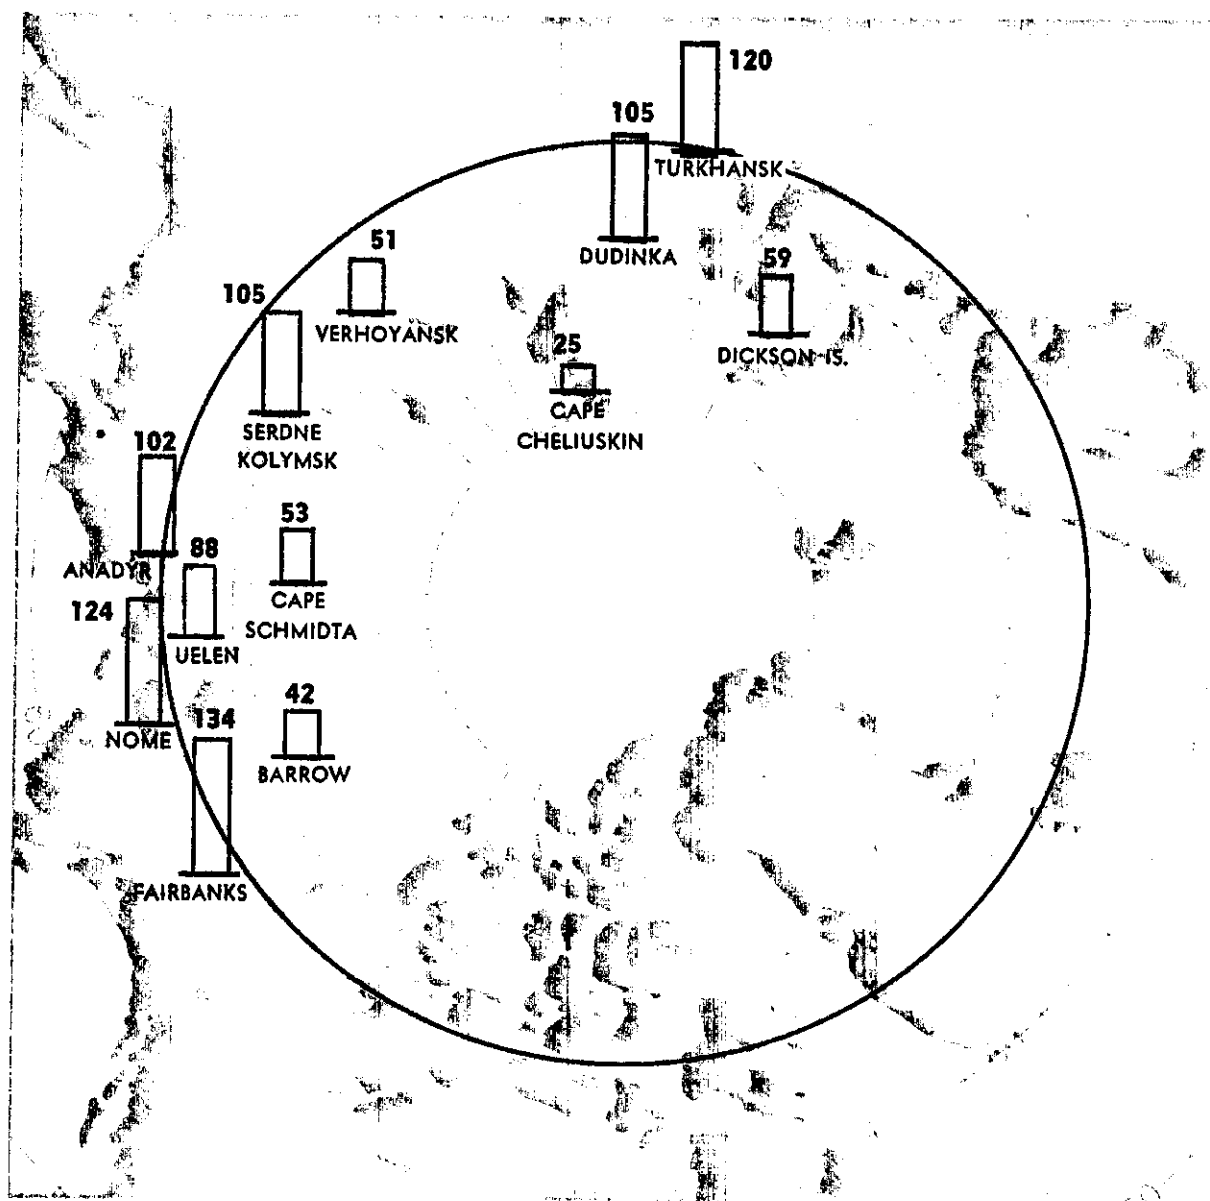 120
105
TURKHANSK
DUDINKA
51
59
VERHOYANSK
105
DICKSON IS.
25
CAPE
CHELIUSKIN
SERDNE
KOLYMSK
102
53
ANADYR
88
CAPE
SCHMIDTA
124
UELEN
42
NOME
134
BARROW
FAIRBANKS